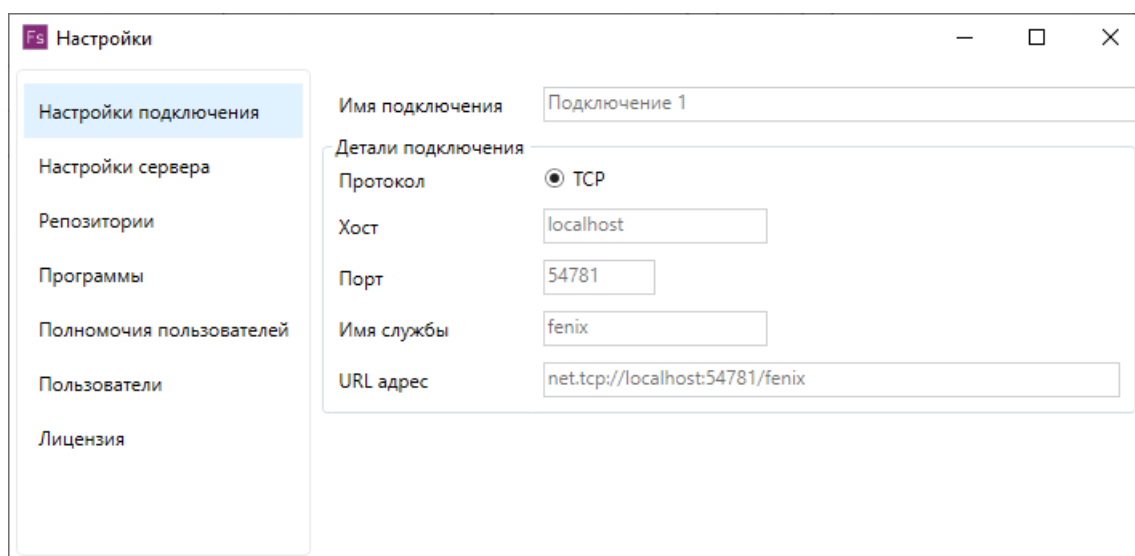 Fs Настройки
Настройки подключения
Настройки сервера
Репозитории
Программы
Полномочия пользователей
Пользователи
Лицензия
Имя подключения Подключение 1
Детали подключения
Протокол TCP
Хост localhost
Порт 54781
Имя службы fenix
URL адрес net.tcp://localhost:54781/fenix